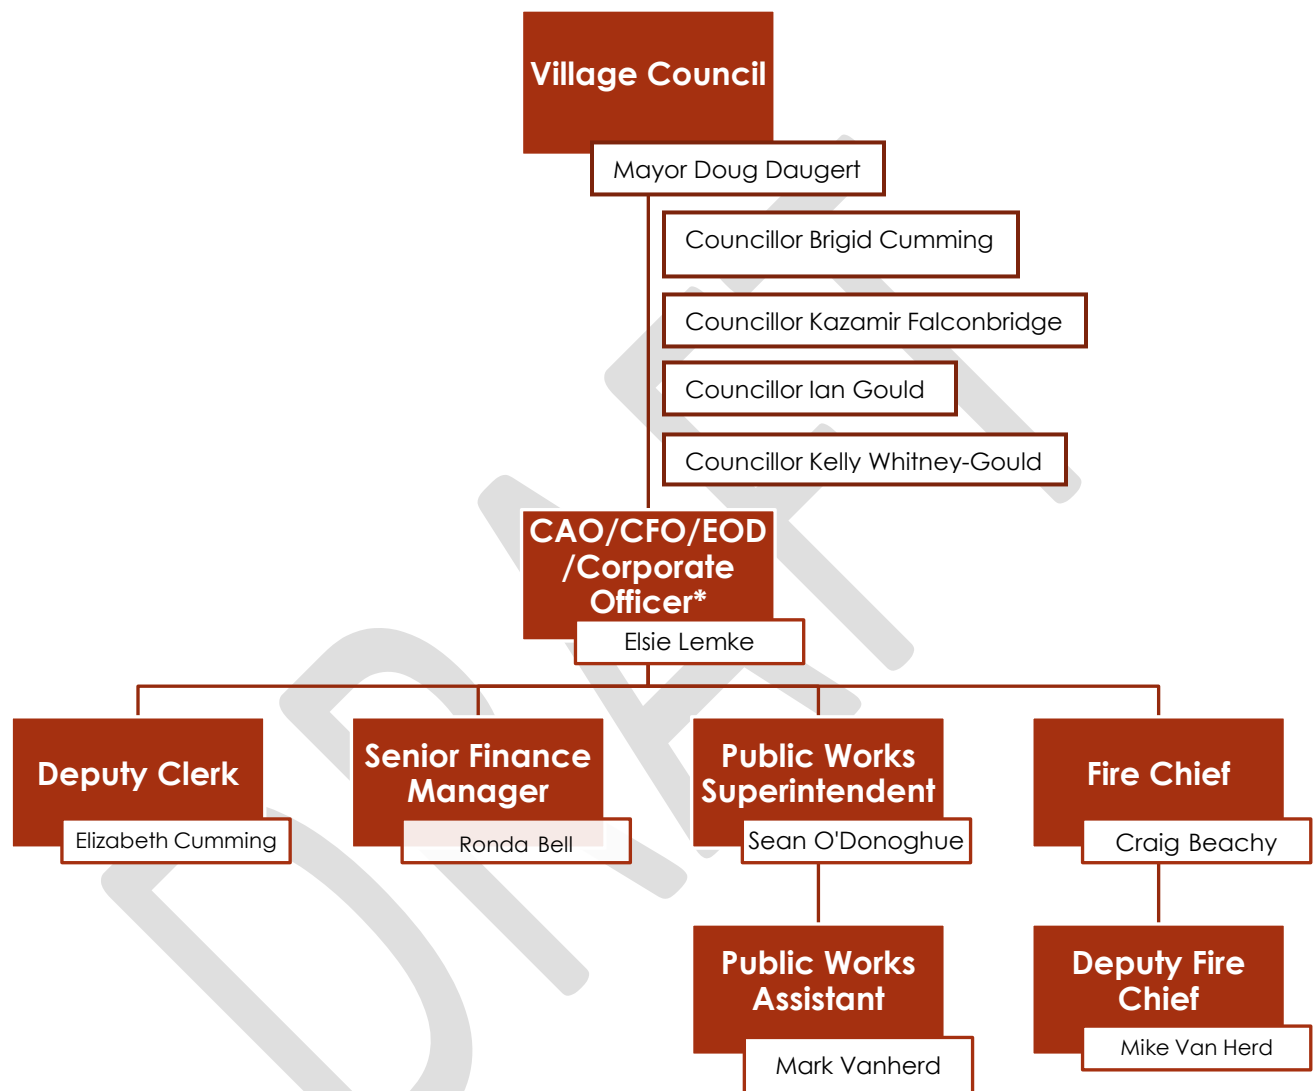 Village Council
Mayor Doug Daugert
Councillor Brigid Cumming
Councillor Kazamir Falconbridge
Councillor Ian Gould
Councillor Kelly Whitney-Gould
CAO/CFO/EOD
/Corporate
Officer*
Elsie Lemke
Deputy Clerk
Elizabeth Cumming
Senior Finance
Manager
Ronda Bell
Public Works
Superintendent
Sean O'Donoghue
Fire Chief
Craig Beachy
Public Works
Assistant
Mark Vanherd
Deputy Fire
Chief
Mike Van Herd
DRAFT